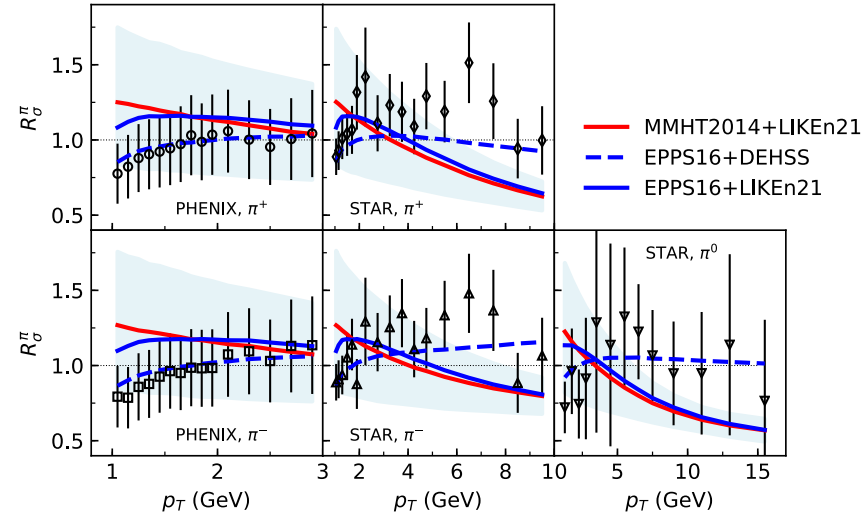 1.5
1.0
0.5
R_σ^π
PHENIX, π⁺
STAR, π⁺
MMHT2014+LIKEn21
EPPS16+DEHSS
EPPS16+LIKEn21
1.5
1.0
0.5
R_σ^π
PHENIX, π⁻
STAR, π⁻
STAR, π⁰
1 2 3
2 4 6 8 10
5 10 15
p_T (GeV)
p_T (GeV)
p_T (GeV)